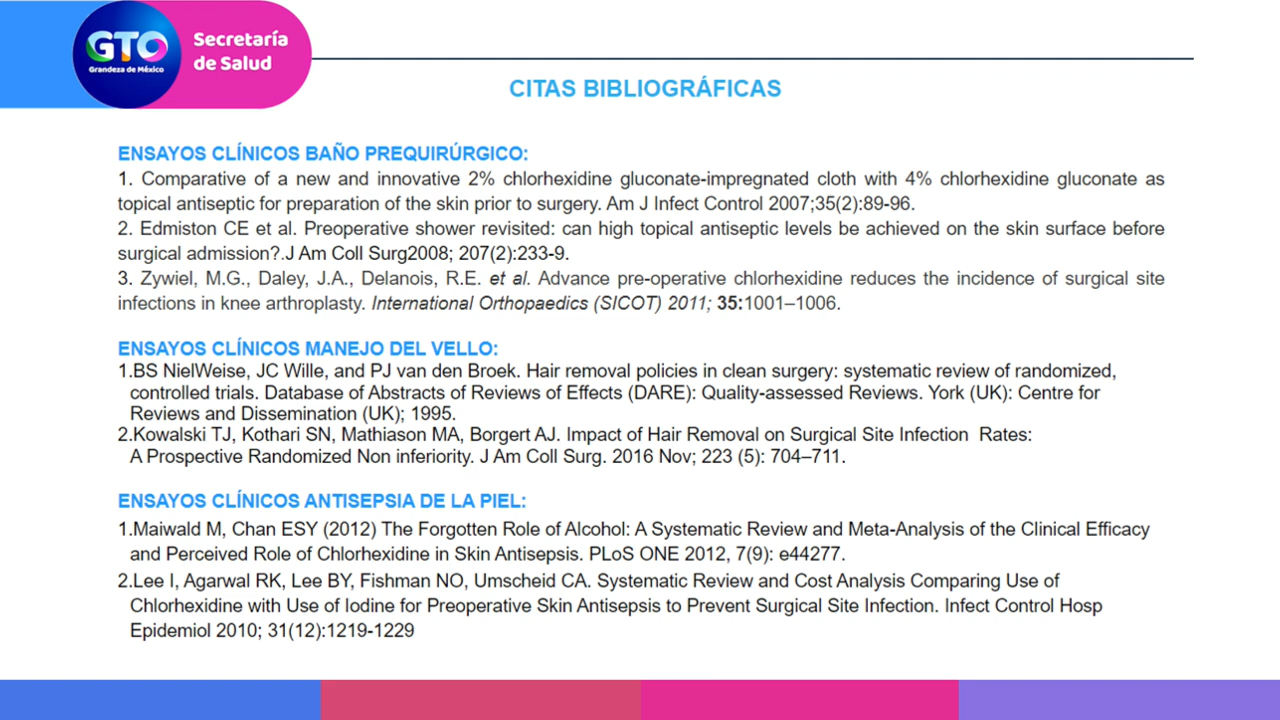 GTO
Grandeza de México
Secretaría
de Salud
CITAS BIBLIOGRÁFICAS
ENSAYOS CLÍNICOS BAÑO PREQUIRÚRGICO:
1. Comparative of a new and innovative 2% chlorhexidine gluconate-impregnated cloth with 4% chlorhexidine gluconate as
topical antiseptic for preparation of the skin prior to surgery. Am J Infect Control 2007;35(2):89-96.
2. Edmiston CE et al. Preoperative shower revisited: can high topical antiseptic levels be achieved on the skin surface before
surgical admission?.J Am Coll Surg2008; 207(2):233-9.
3. Zywiel, M.G., Daley, J.A., Delanois, R.E. et al. Advance pre-operative chlorhexidine reduces the incidence of surgical site
infections in knee arthroplasty. International Orthopaedics (SICOT) 2011; 35:1001–1006.
ENSAYOS CLÍNICOS MANEJO DEL VELLO:
1.BS NielWeise, JC Wille, and PJ van den Broek. Hair removal policies in clean surgery: systematic review of randomized,
controlled trials. Database of Abstracts of Reviews of Effects (DARE): Quality-assessed Reviews. York (UK): Centre for
Reviews and Dissemination (UK); 1995.
2.Kowalski TJ, Kothari SN, Mathiason MA, Borgert AJ. Impact of Hair Removal on Surgical Site Infection Rates:
A Prospective Randomized Non inferiority. J Am Coll Surg. 2016 Nov; 223 (5): 704–711.
ENSAYOS CLÍNICOS ANTISEPSIA DE LA PIEL:
1.Maiwald M, Chan ESY (2012) The Forgotten Role of Alcohol: A Systematic Review and Meta-Analysis of the Clinical Efficacy
and Perceived Role of Chlorhexidine in Skin Antisepsis. PLoS ONE 2012, 7(9): e44277.
2.Lee I, Agarwal RK, Lee BY, Fishman NO, Umscheid CA. Systematic Review and Cost Analysis Comparing Use of
Chlorhexidine with Use of Iodine for Preoperative Skin Antisepsis to Prevent Surgical Site Infection. Infect Control Hosp
Epidemiol 2010; 31(12):1219-1229